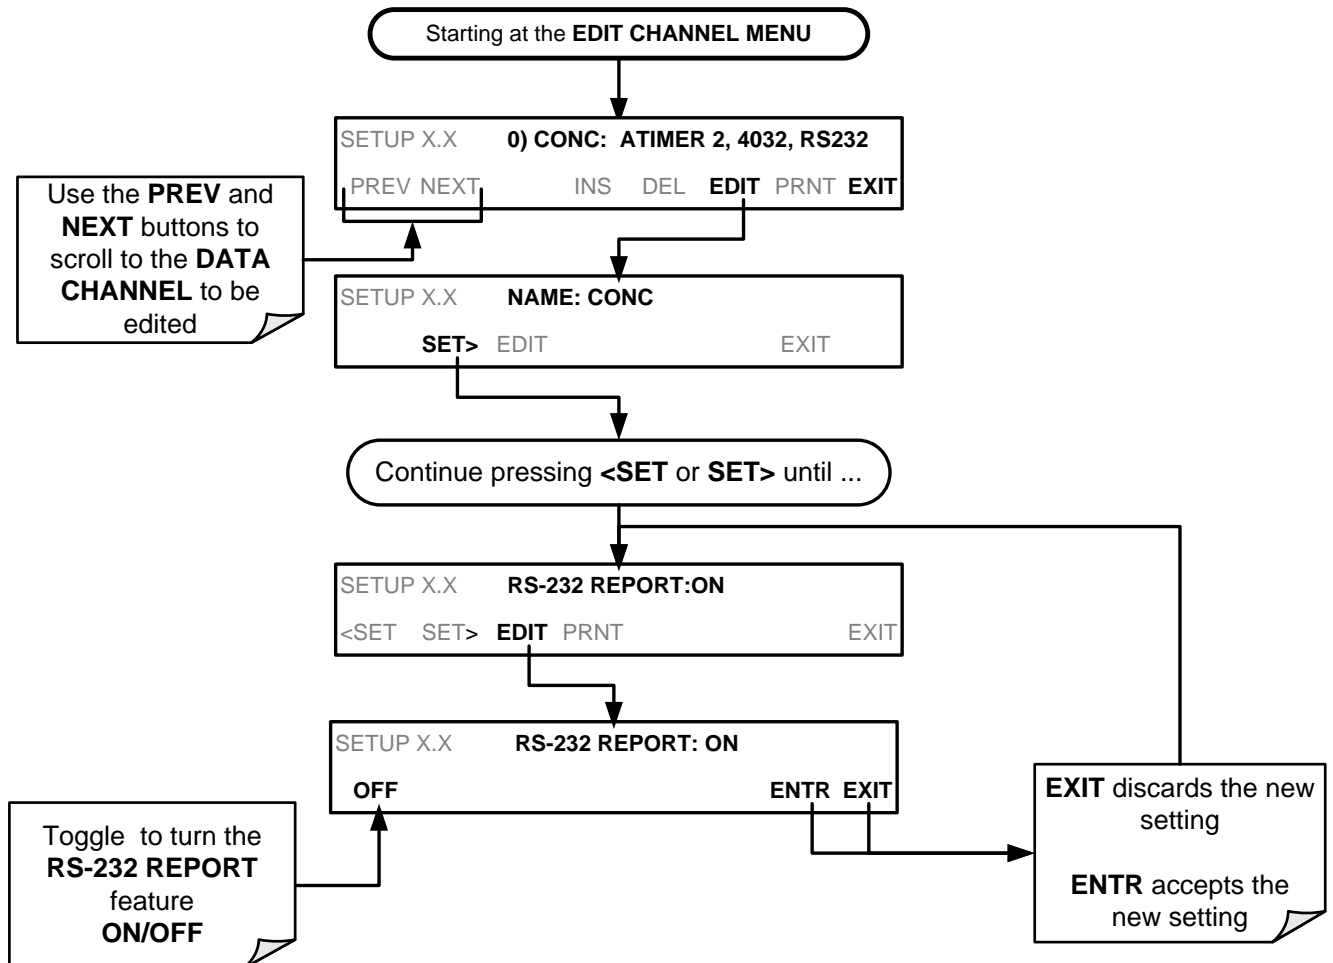 Starting at the EDIT CHANNEL MENU
SETUP X.X 0) CONC: ATIMER 2, 4032, RS232
PREV NEXT INS DEL EDIT PRNT EXIT
Use the PREV and
NEXT buttons to
scroll to the DATA
CHANNEL to be
edited
SETUP X.X NAME: CONC
SET> EDIT EXIT
Continue pressing <SET or SET> until ...
SETUP X.X RS-232 REPORT:ON
<SET SET> EDIT PRNT EXIT
SETUP X.X RS-232 REPORT: ON
OFF ENTR EXIT
Toggle to turn the
RS-232 REPORT
feature
ON/OFF
EXIT discards the new
setting
ENTR accepts the
new setting